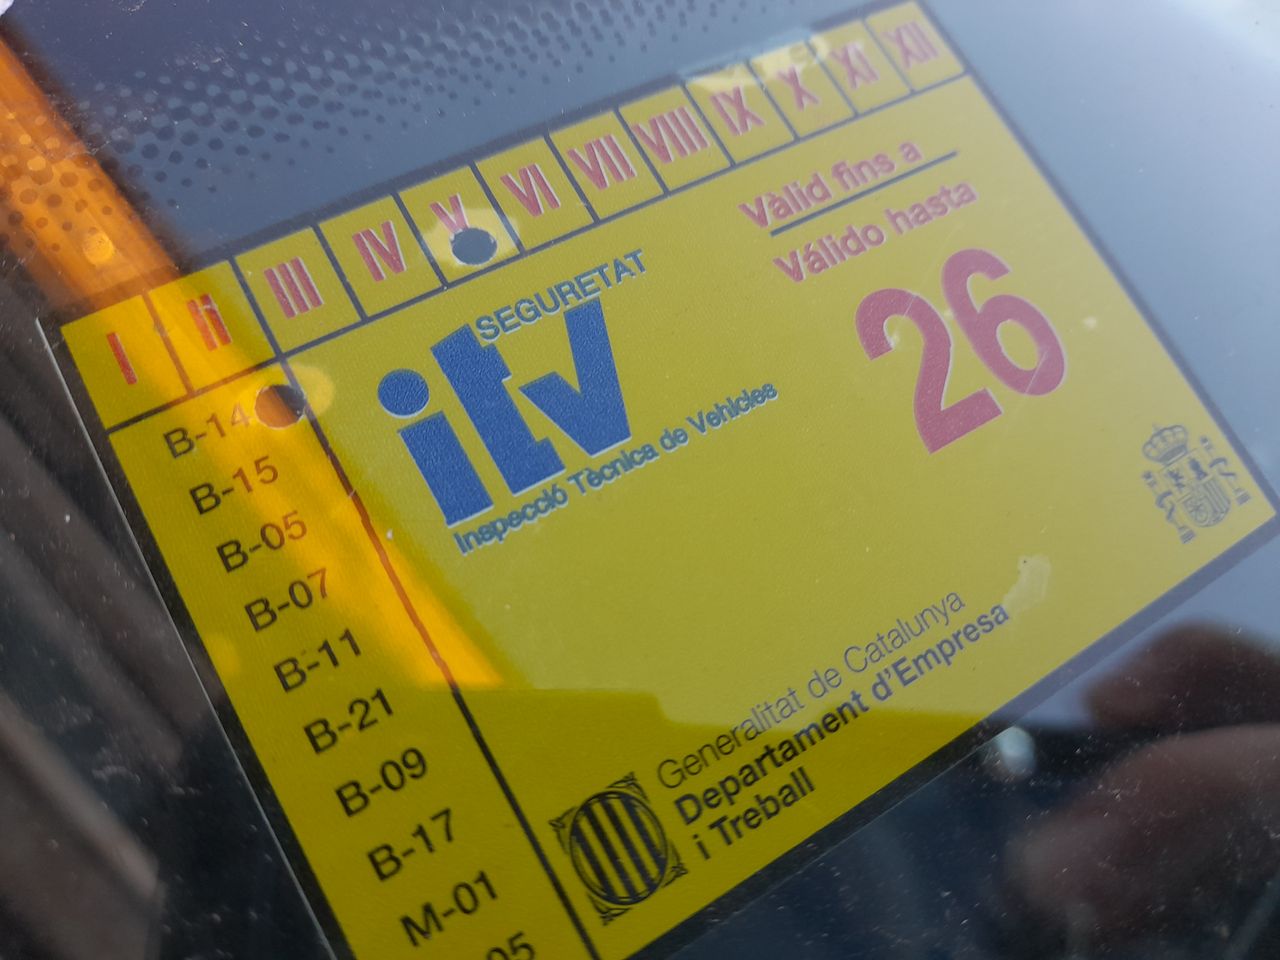 I II III IV V VI VII VIII IX X XI XII
Vàlid fins a
Válido hasta
26
SEGURETAT
itv
Inspecció Tècnica de Vehicles
B-14
B-15
B-05
B-07
B-11
B-21
B-09
B-17
M-01
05
Generalitat de Catalunya
Departament d'Empresa
i Treball